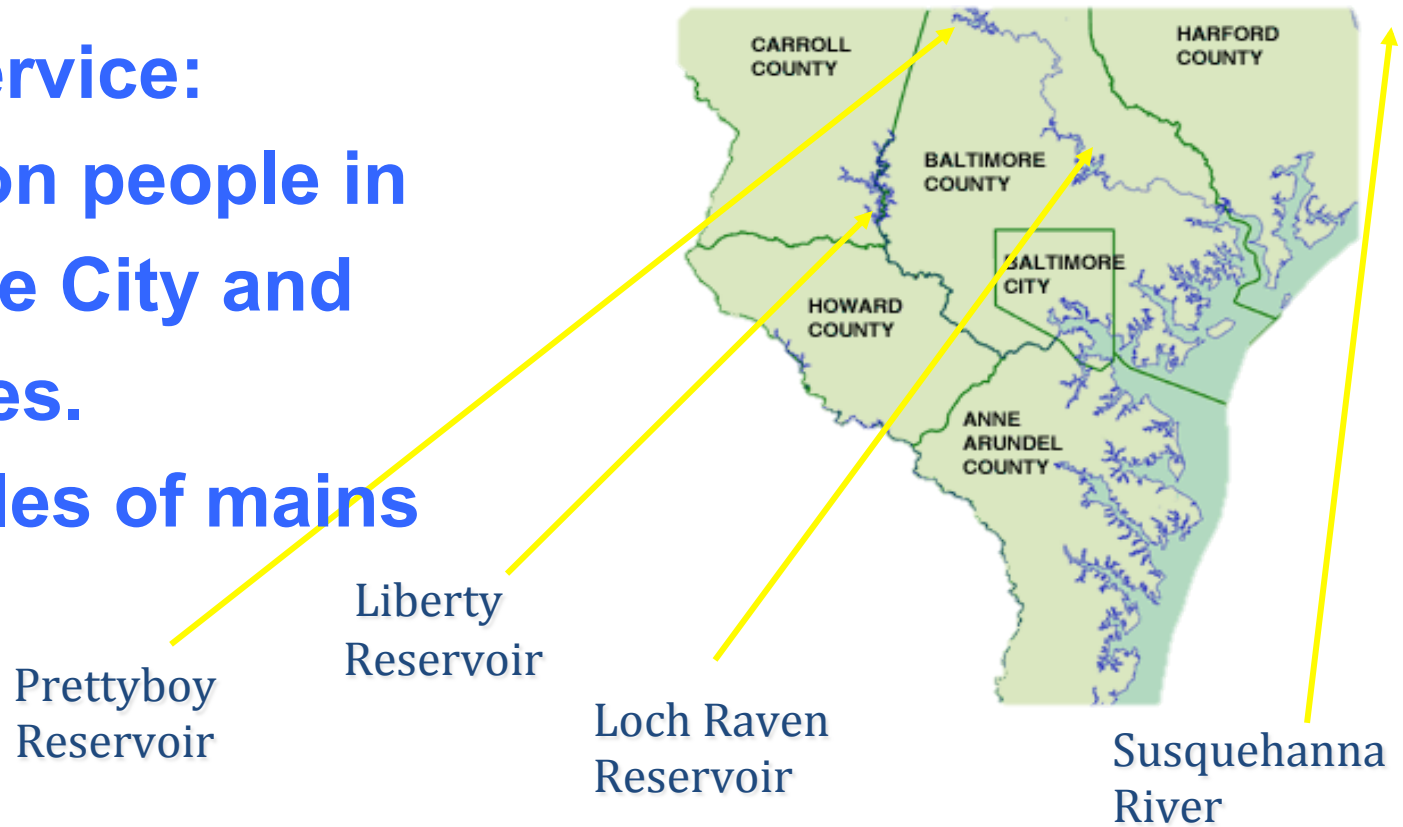 ervice:
on people in
e City and
es.
les of mains
CARROLL
COUNTY
HARFORD
COUNTY
BALTIMORE
COUNTY
BALTIMORE
CITY
HOWARD
COUNTY
ANNE
ARUNDEL
COUNTY
Prettyboy
Reservoir
Liberty
Reservoir
Loch Raven
Reservoir
Susquehanna
River